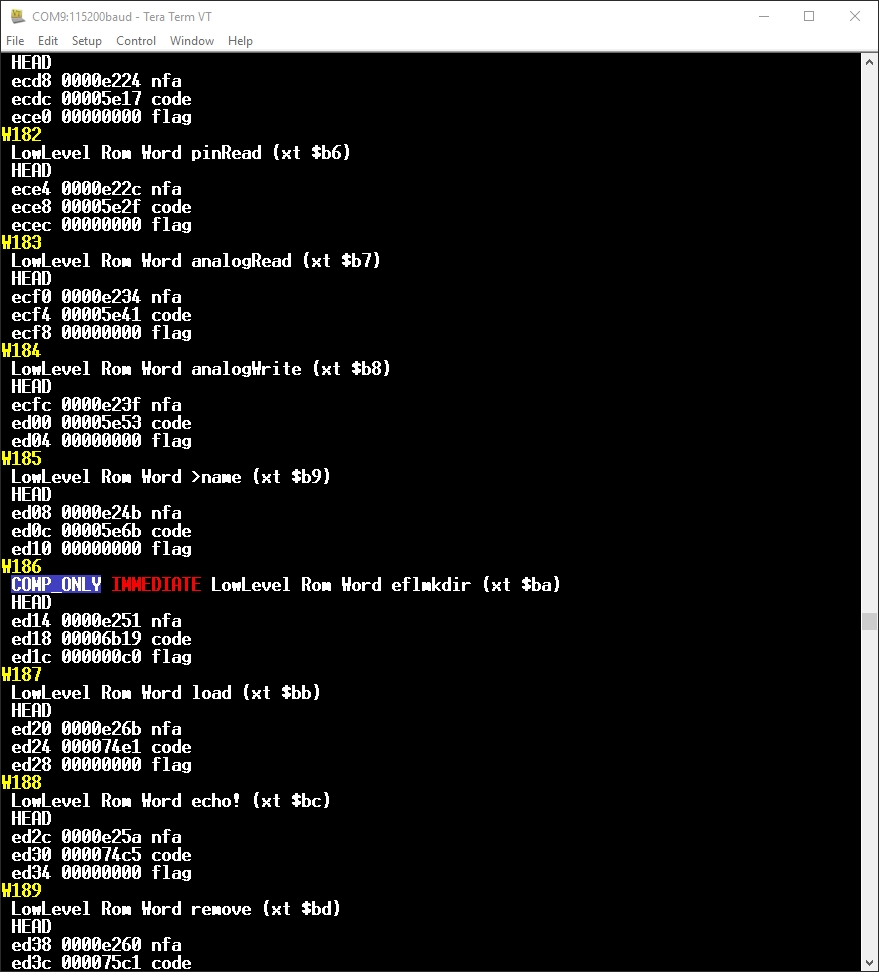 COM9:115200baud - Tera Term VT
File Edit Setup Control Window Help
HEAD
ecd8 0000e224 nfa
ecdc 00005e17 code
ece0 00000000 flag
W182
LowLevel Rom Word pinRead (xt $b6)
HEAD
ece4 0000e22c nfa
ece8 00005e2f code
ecec 00000000 flag
W183
LowLevel Rom Word analogRead (xt $b7)
HEAD
ecf0 0000e234 nfa
ecf4 00005e41 code
ecf8 00000000 flag
W184
LowLevel Rom Word analogWrite (xt $b8)
HEAD
ecfc 0000e23f nfa
ed00 00005e53 code
ed04 00000000 flag
W185
LowLevel Rom Word >name (xt $b9)
HEAD
ed08 0000e24b nfa
ed0c 00005e6b code
ed10 00000000 flag
W186
COMP_ONLY IMMEDIATE LowLevel Rom Word eflmkdir (xt $ba)
HEAD
ed14 0000e251 nfa
ed18 00006b19 code
ed1c 000000c0 flag
W187
LowLevel Rom Word load (xt $bb)
HEAD
ed20 0000e26b nfa
ed24 000074e1 code
ed28 00000000 flag
W188
LowLevel Rom Word echo! (xt $bc)
HEAD
ed2c 0000e25a nfa
ed30 000074c5 code
ed34 00000000 flag
W189
LowLevel Rom Word remove (xt $bd)
HEAD
ed38 0000e260 nfa
ed3c 000075c1 code